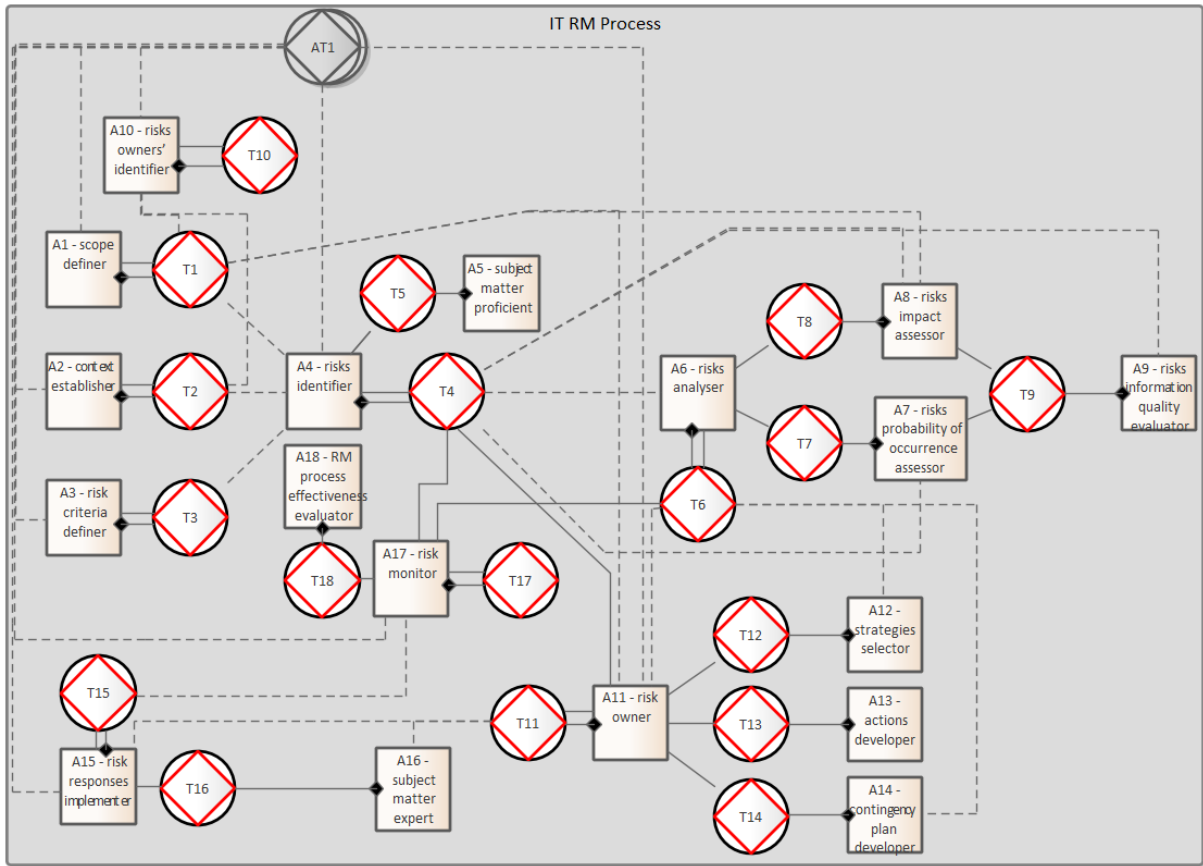 IT RM Process
AT1
A10 - risks
owners'
identifier
T10
A1 - scope
definer
T1
T5
A5 - subject
matter
proficient
T8
A8 - risks
impact
assessor
A2 - context
establisher
T2
A4 - risks
identifier
T4
A6 - risks
analyser
T9
A9 - risks
information
quality
evaluator
T7
A7 - risks
probability of
occurrence
assessor
A18 - RM
process
effectiveness
evaluator
A3 - risk
criteria
definer
T3
T6
T18
A17 - risk
monitor
T17
T12
A12 -
strategies
selector
T15
T11
A11 - risk
owner
T13
A13 -
actions
developer
A15 - risk
responses
implementer
T16
A16 -
subject
matter
expert
T14
A14 -
contingency
plan
developer